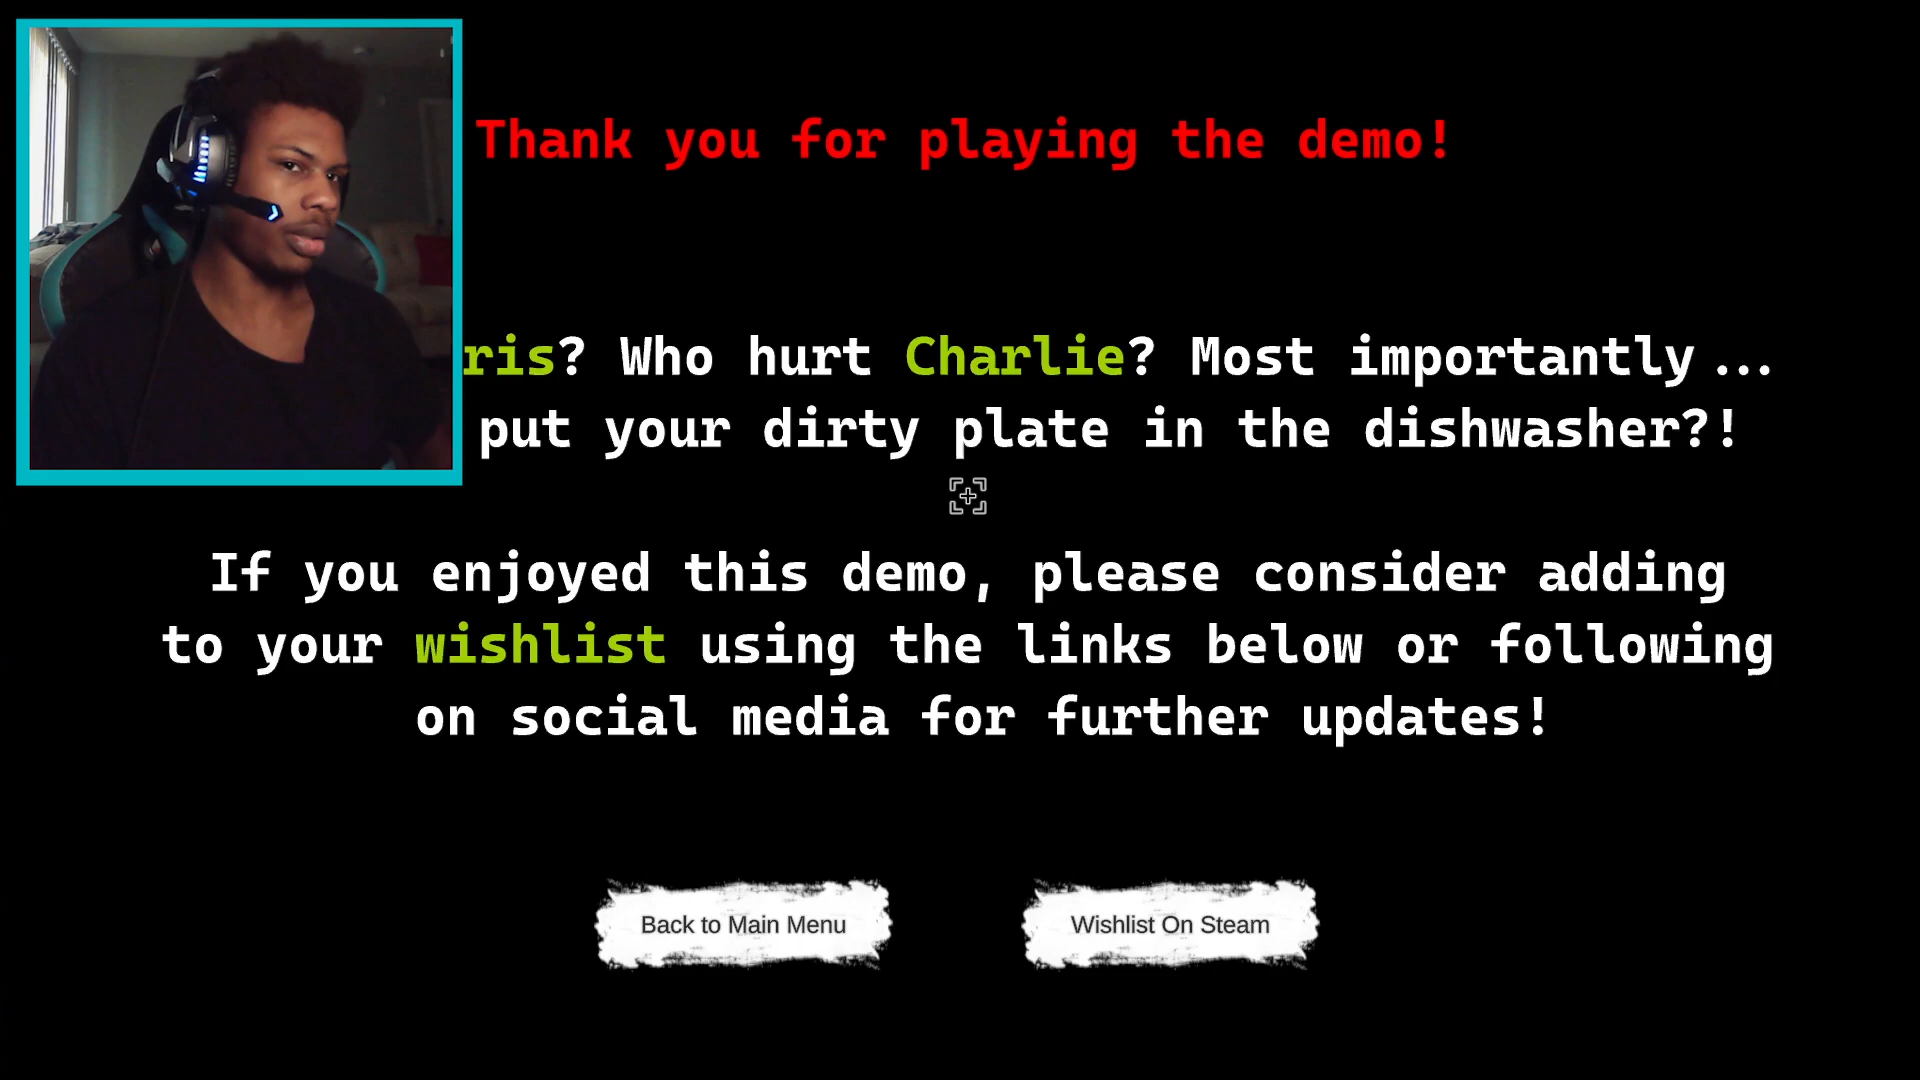 Thank you for playing the demo!
ris? Who hurt Charlie? Most importantly...
put your dirty plate in the dishwasher?!
If you enjoyed this demo, please consider adding
to your wishlist using the links below or following
on social media for further updates!
Back to Main Menu
Wishlist On Steam